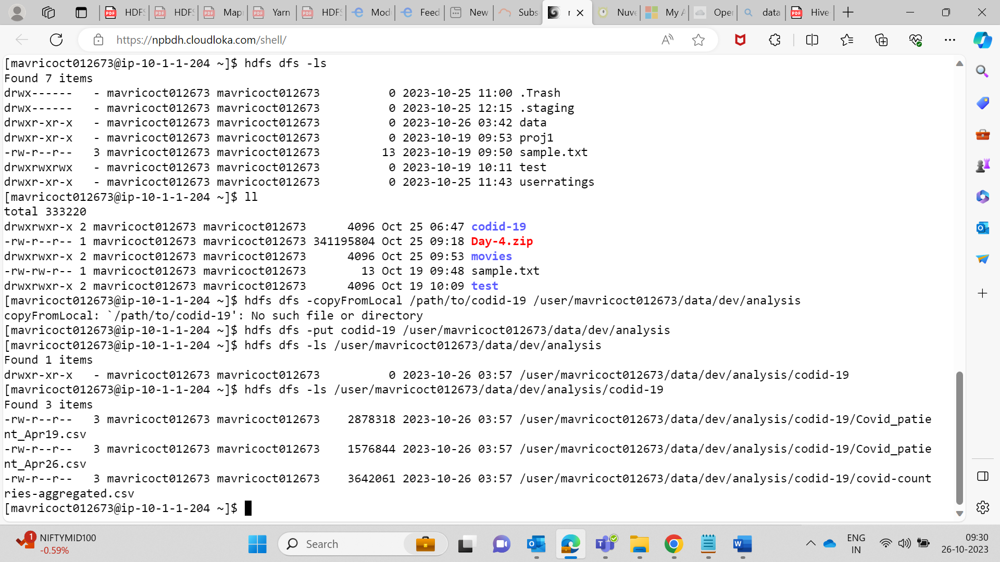 HDFS
HDFS
Mapr
Yarn
HDFS
Mod
Feed
New
Subs
Nuve
My A
Oper
data
Hive
https://npbdh.cloudloka.com/shell/
[mavricoct012673@ip-10-1-1-204 ~]$ hdfs dfs -ls
Found 7 items
drwx------   - mavricoct012673 mavricoct012673          0 2023-10-25 11:00 .Trash
drwx------   - mavricoct012673 mavricoct012673          0 2023-10-25 12:15 .staging
drwxr-xr-x   - mavricoct012673 mavricoct012673          0 2023-10-26 03:42 data
drwxr-xr-x   - mavricoct012673 mavricoct012673          0 2023-10-19 09:53 proj1
-rw-r--r--   3 mavricoct012673 mavricoct012673         13 2023-10-19 09:50 sample.txt
drwxrwxrwx   - mavricoct012673 mavricoct012673          0 2023-10-19 10:11 test
drwxr-xr-x   - mavricoct012673 mavricoct012673          0 2023-10-25 11:43 userratings
[mavricoct012673@ip-10-1-1-204 ~]$ ll
total 333220
drwxrwxr-x 2 mavricoct012673 mavricoct012673      4096 Oct 25 06:47 codid-19
-rw-r--r-- 1 mavricoct012673 mavricoct012673 341195804 Oct 25 09:18 Day-4.zip
drwxrwxr-x 2 mavricoct012673 mavricoct012673      4096 Oct 25 09:53 movies
-rw-rw-r-- 1 mavricoct012673 mavricoct012673        13 Oct 19 09:48 sample.txt
drwxrwxr-x 2 mavricoct012673 mavricoct012673      4096 Oct 19 10:09 test
[mavricoct012673@ip-10-1-1-204 ~]$ hdfs dfs -copyFromLocal /path/to/codid-19 /user/mavricoct012673/data/dev/analysis
copyFromLocal: `/path/to/codid-19': No such file or directory
[mavricoct012673@ip-10-1-1-204 ~]$ hdfs dfs -put codid-19 /user/mavricoct012673/data/dev/analysis
[mavricoct012673@ip-10-1-1-204 ~]$ hdfs dfs -ls /user/mavricoct012673/data/dev/analysis
Found 1 items
drwxr-xr-x   - mavricoct012673 mavricoct012673          0 2023-10-26 03:57 /user/mavricoct012673/data/dev/analysis/codid-19
[mavricoct012673@ip-10-1-1-204 ~]$ hdfs dfs -ls /user/mavricoct012673/data/dev/analysis/codid-19
Found 3 items
-rw-r--r--   3 mavricoct012673 mavricoct012673    2878318 2023-10-26 03:57 /user/mavricoct012673/data/dev/analysis/codid-19/Covid_patie
nt_Apr19.csv
-rw-r--r--   3 mavricoct012673 mavricoct012673    1576844 2023-10-26 03:57 /user/mavricoct012673/data/dev/analysis/codid-19/Covid_patie
nt_Apr26.csv
-rw-r--r--   3 mavricoct012673 mavricoct012673    3642061 2023-10-26 03:57 /user/mavricoct012673/data/dev/analysis/codid-19/covid-count
ries-aggregated.csv
[mavricoct012673@ip-10-1-1-204 ~]$
1
NIFTYMID100
-0.59%
Search
ENG
IN
09:30
26-10-2023